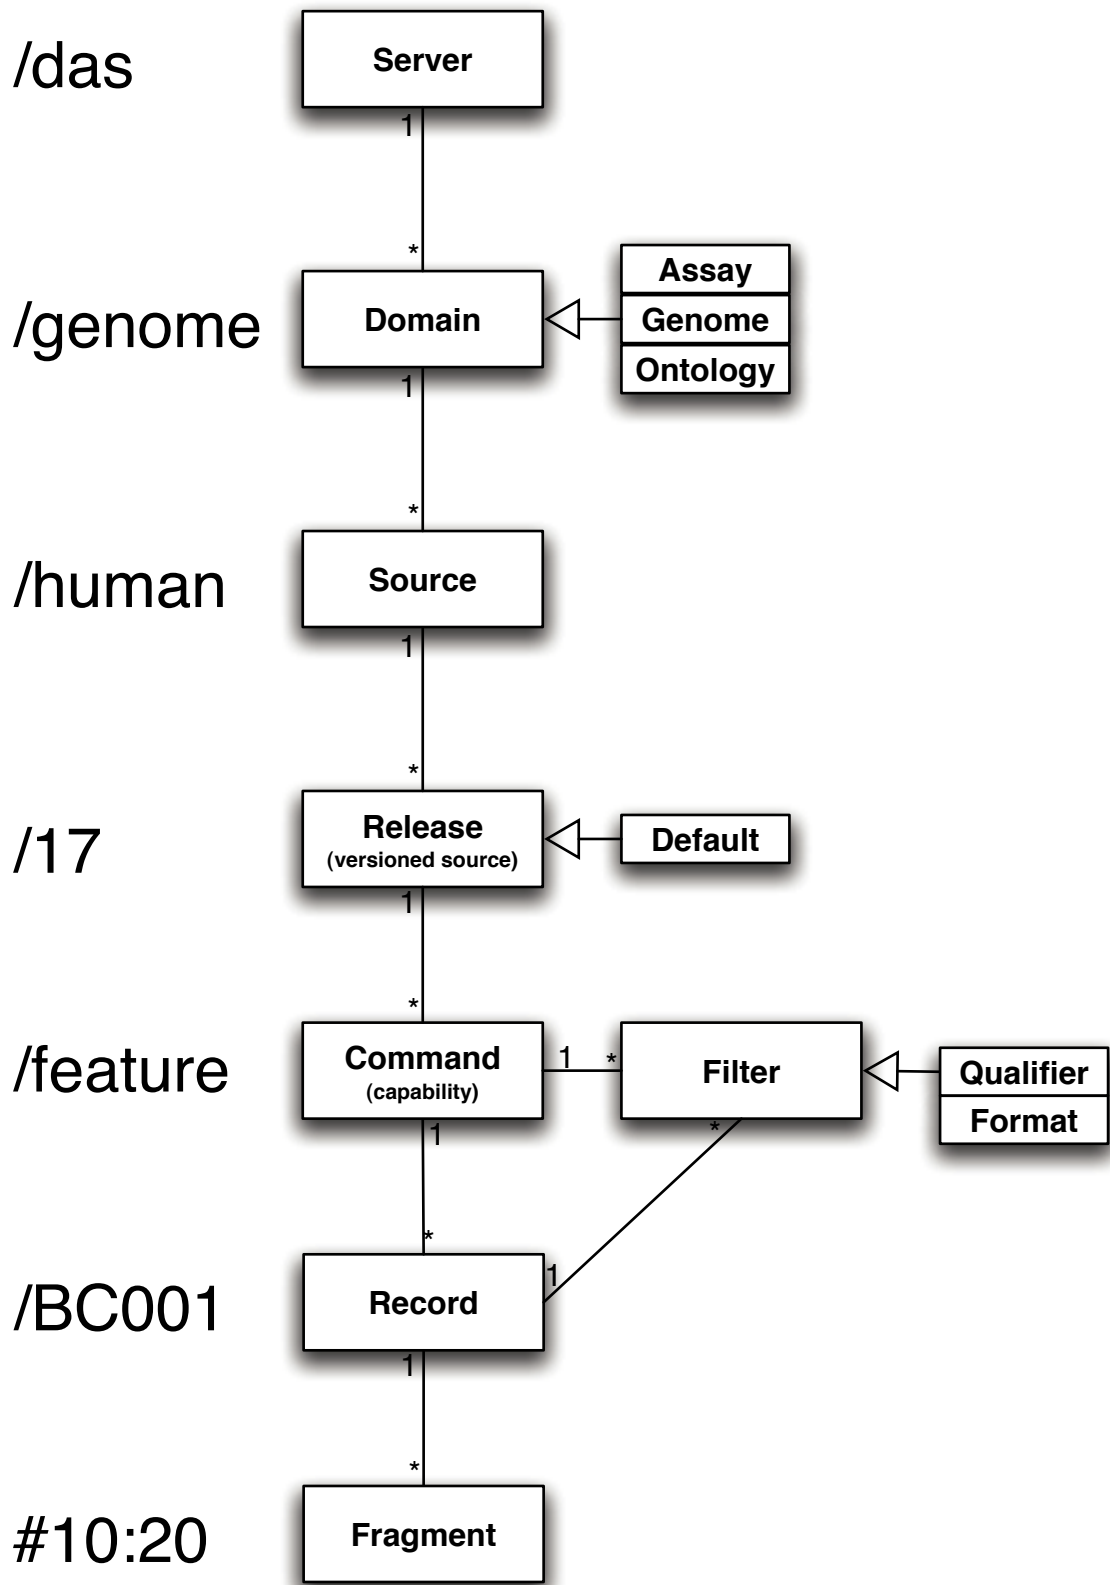 /das
Server
1
*
/genome
Domain
Assay
Genome
Ontology
1
*
/human
Source
1
*
/17
Release
(versioned source)
Default
1
*
/feature
Command
(capability)
1
*
Filter
Qualifier
Format
1
*
*
1
/BC001
Record
1
*
#10:20
Fragment